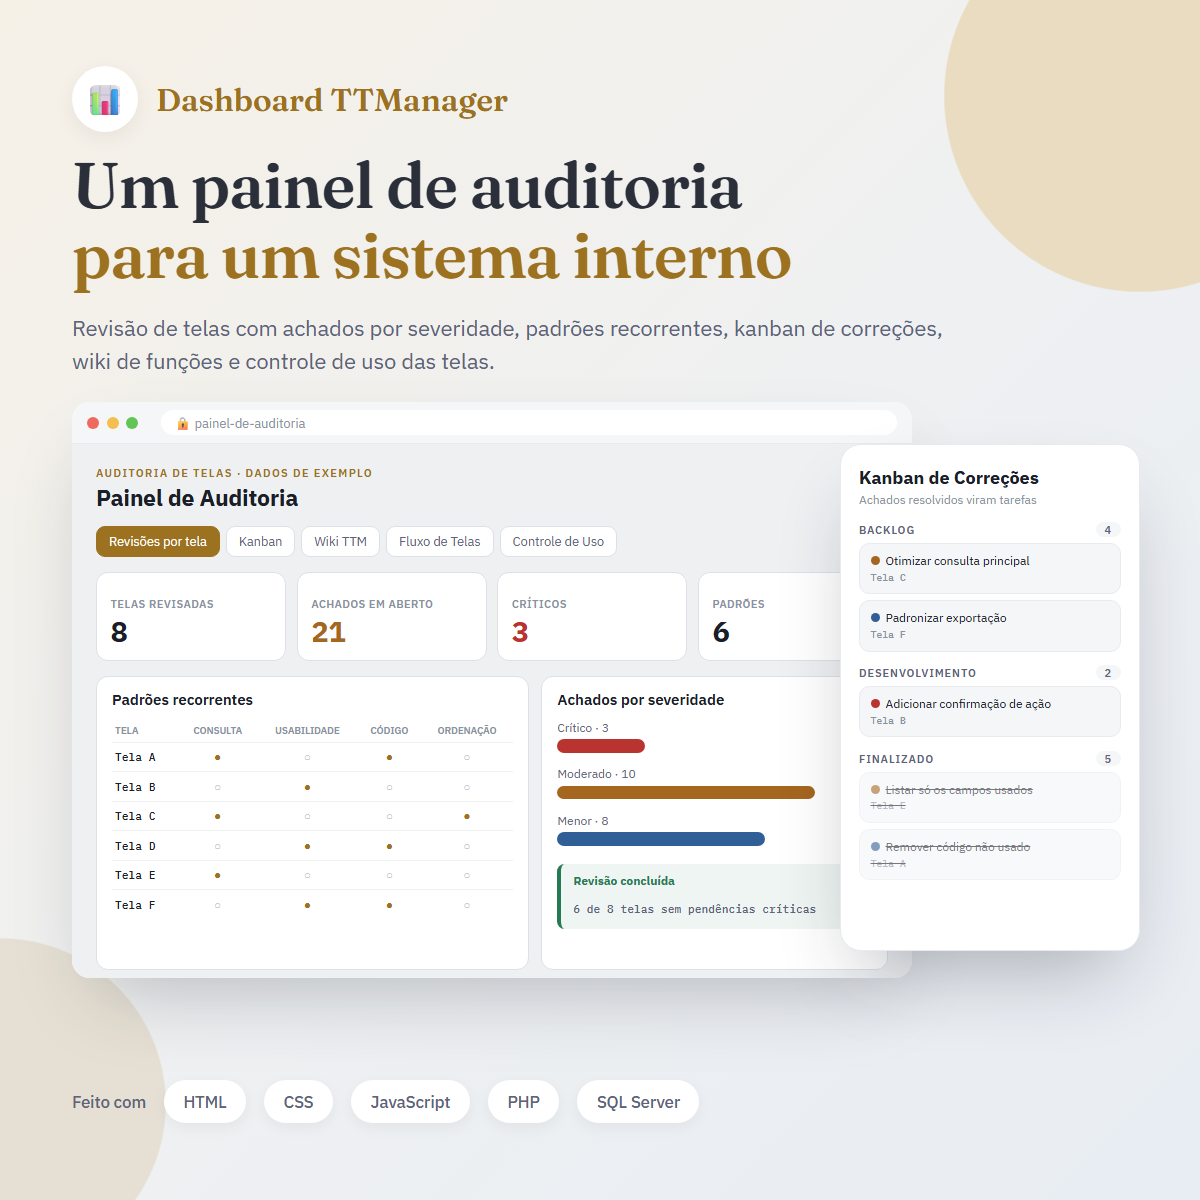 Dashboard TTManager
Um painel de auditoria
para um sistema interno
Revisão de telas com achados por severidade, padrões recorrentes, kanban de correções,
wiki de funções e controle de uso das telas.
painel-de-auditoria
AUDITORIA DE TELAS · DADOS DE EXEMPLO
Painel de Auditoria
Revisões por tela
Kanban
Wiki TTM
Fluxo de Telas
Controle de Uso
TELAS REVISADAS
8
ACHADOS EM ABERTO
21
CRÍTICOS
3
PADRÕES
6
Padrões recorrentes
TELA CONSULTA USABILIDADE CÓDIGO ORDENAÇÃO
Tela A
Tela B
Tela C
Tela D
Tela E
Tela F
Achados por severidade
Crítico · 3
Moderado · 10
Menor · 8
Revisão concluída
6 de 8 telas sem pendências críticas
Kanban de Correções
Achados resolvidos viram tarefas
BACKLOG 4
Otimizar consulta principal
Tela C
Padronizar exportação
Tela F
DESENVOLVIMENTO 2
Adicionar confirmação de ação
Tela B
FINALIZADO 5
Listar só os campos usados
Tela E
Remover código não usado
Tela A
Feito com HTML CSS JavaScript PHP SQL Server